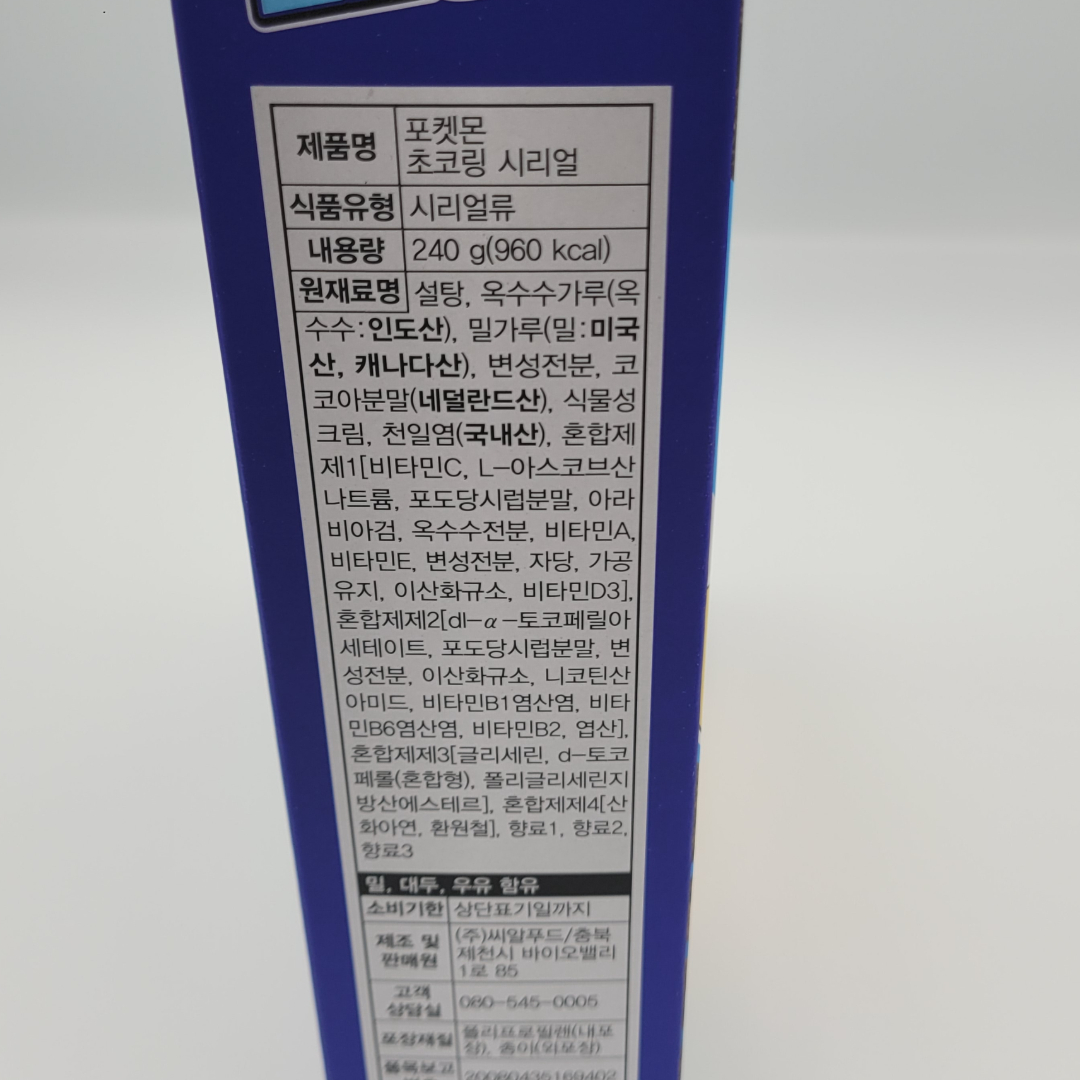 제품명
포켓몬
초코링 시리얼
식품유형 시리얼류
내용량 240 g(960 kcal)
원재료명 설탕, 옥수수가루(옥
수수:인도산), 밀가루(밀:미국
산, 캐나다산), 변성전분, 코
코아분말(네덜란드산), 식물성
크림, 천일염(국내산), 혼합제
제1[비타민C, L-아스코브산
나트륨, 포도당시럽분말, 아라
비아검, 옥수수전분, 비타민A,
비타민E, 변성전분, 자당, 가공
유지, 이산화규소, 비타민D3],
혼합제제2[dl-α-토코페릴아
세테이트, 포도당시럽분말, 변
성전분, 이산화규소, 니코틴산
아미드, 비타민B1염산염, 비타
민B6염산염, 비타민B2, 엽산],
혼합제제3[글리세린, d-토코
페롤(혼합형), 폴리글리세린지
방산에스테르], 혼합제제4[산
화아연, 환원철], 향료1, 향료2,
향료3
밀, 대두, 우유 함유
소비기한 상단표기일까지
제조 및
판매원
(주)씨알푸드/충북
제천시 바이오밸리
1로 85
고객
상담실
080-545-0005
포장재질
폴리프로필렌(내포
장), 종이(외포장)
품목보고
20080435169402